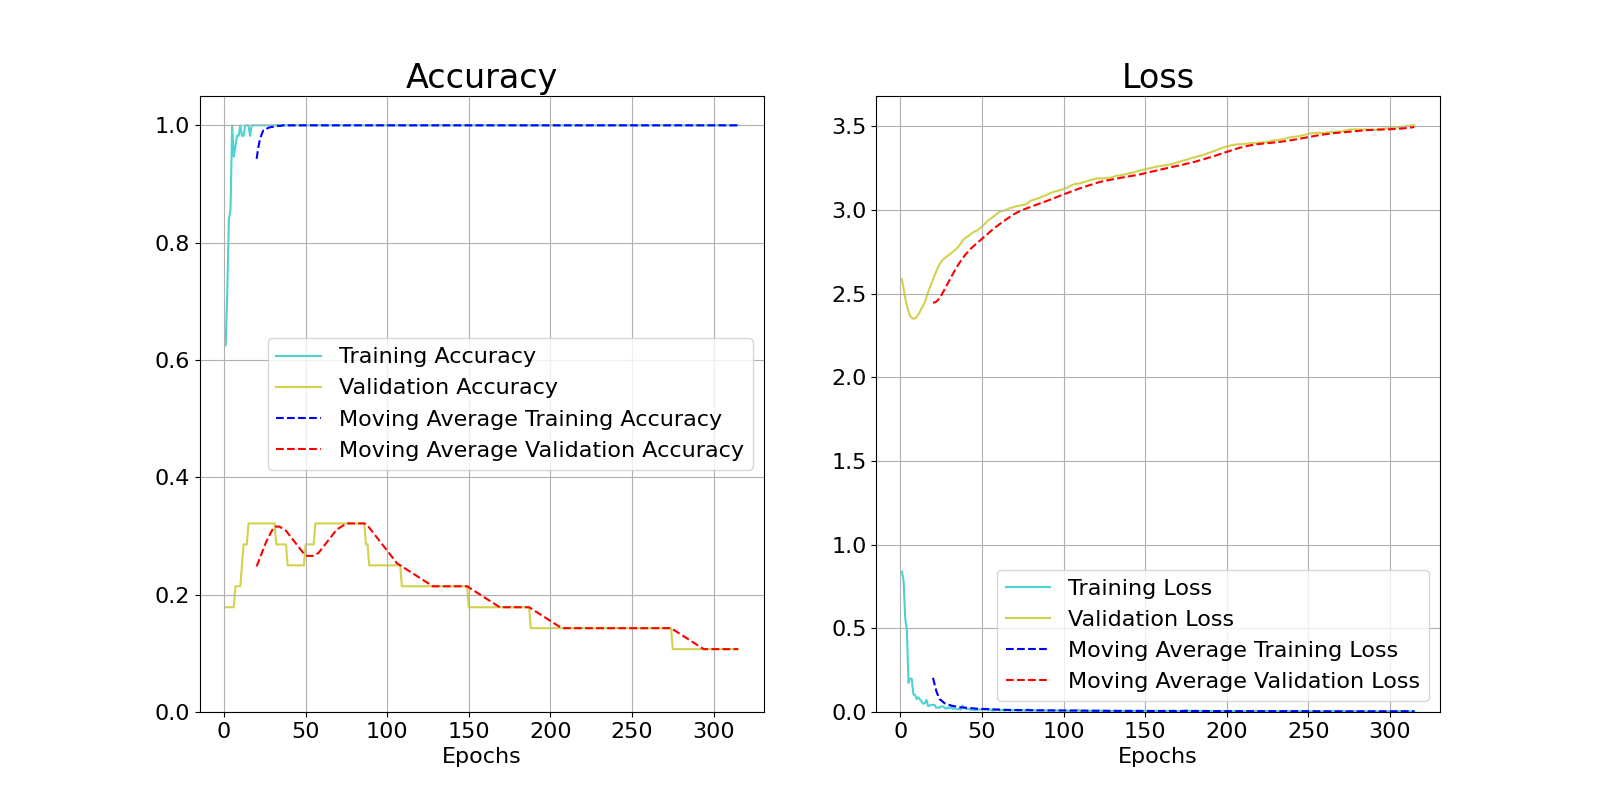 Accuracy
1.0
0.8
0.6
0.4
0.2
0.0
Training Accuracy
Validation Accuracy
Moving Average Training Accuracy
Moving Average Validation Accuracy
0 50 100 150 200 250 300
Epochs
Loss
3.5
3.0
2.5
2.0
1.5
1.0
0.5
0.0
Training Loss
Validation Loss
Moving Average Training Loss
Moving Average Validation Loss
0 50 100 150 200 250 300
Epochs